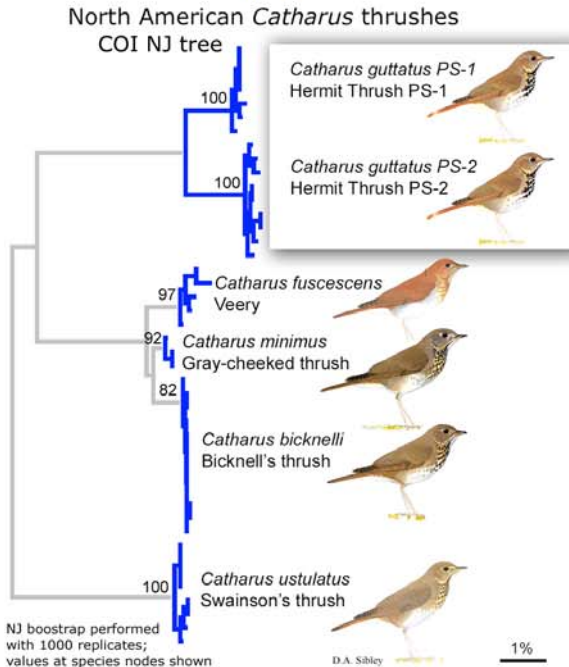 North American Catharus thrushes
COI NJ tree
100
Catharus guttatus PS-1
Hermit Thrush PS-1
100
Catharus guttatus PS-2
Hermit Thrush PS-2
97
Catharus fuscescens
Veery
92
Catharus minimus
Gray-cheeked thrush
82
Catharus bicknelli
Bicknell's thrush
100
Catharus ustulatus
Swainson's thrush
NJ boostrap performed
with 1000 replicates;
values at species nodes shown
D.A. Sibley
1%